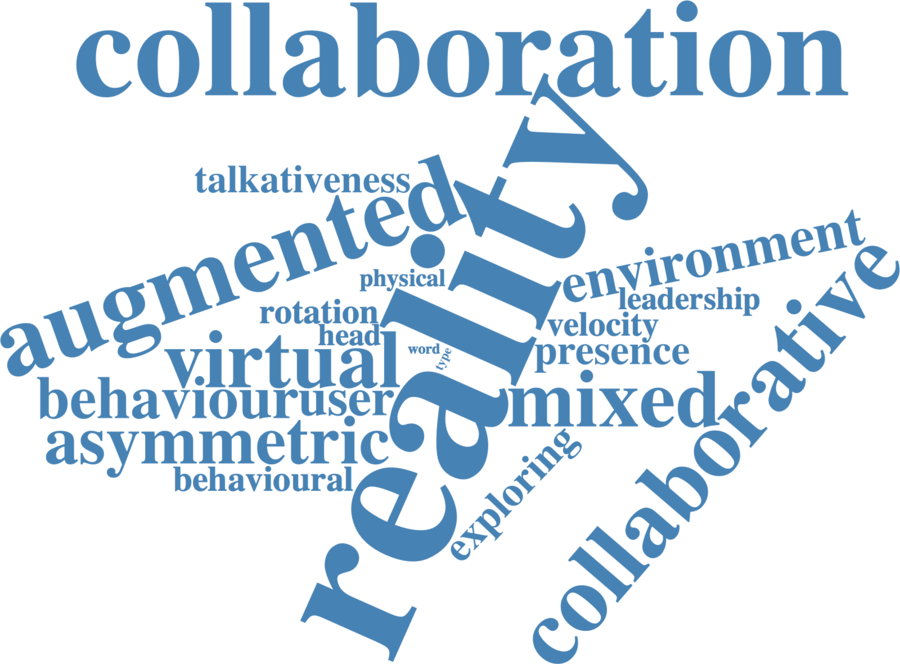 collaboration
reality
talkativeness
augmented
physical
environment
leadership
rotation
velocity
head
word
type
presence
virtual
collaborative
behaviour
user
mixed
asymmetric
behavioural
exploring